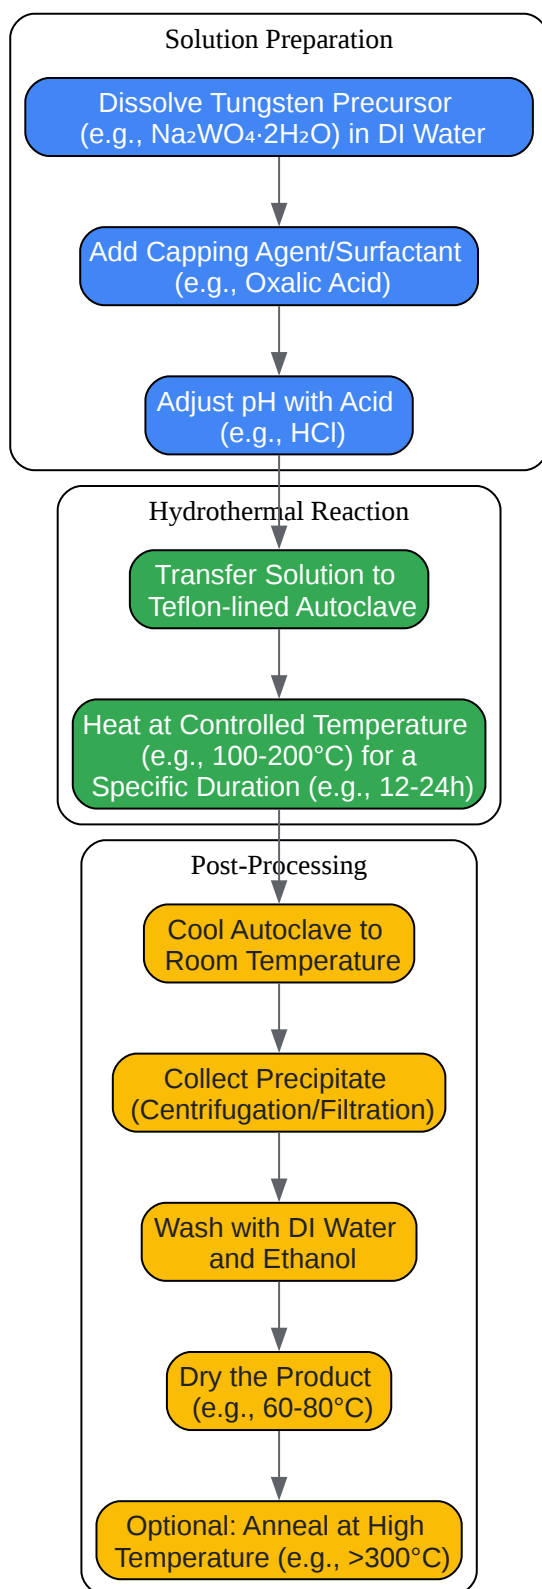 Solution Preparation
Dissolve Tungsten Precursor
(e.g., Na₂WO₄·2H₂O) in DI Water
Add Capping Agent/Surfactant
(e.g., Oxalic Acid)
Adjust pH with Acid
(e.g., HCl)
Hydrothermal Reaction
Transfer Solution to
Teflon-lined Autoclave
Heat at Controlled Temperature
(e.g., 100-200°C) for a
Specific Duration (e.g., 12-24h)
Post-Processing
Cool Autoclave to
Room Temperature
Collect Precipitate
(Centrifugation/Filtration)
Wash with DI Water
and Ethanol
Dry the Product
(e.g., 60-80°C)
Optional: Anneal at High
Temperature (e.g., >300°C)